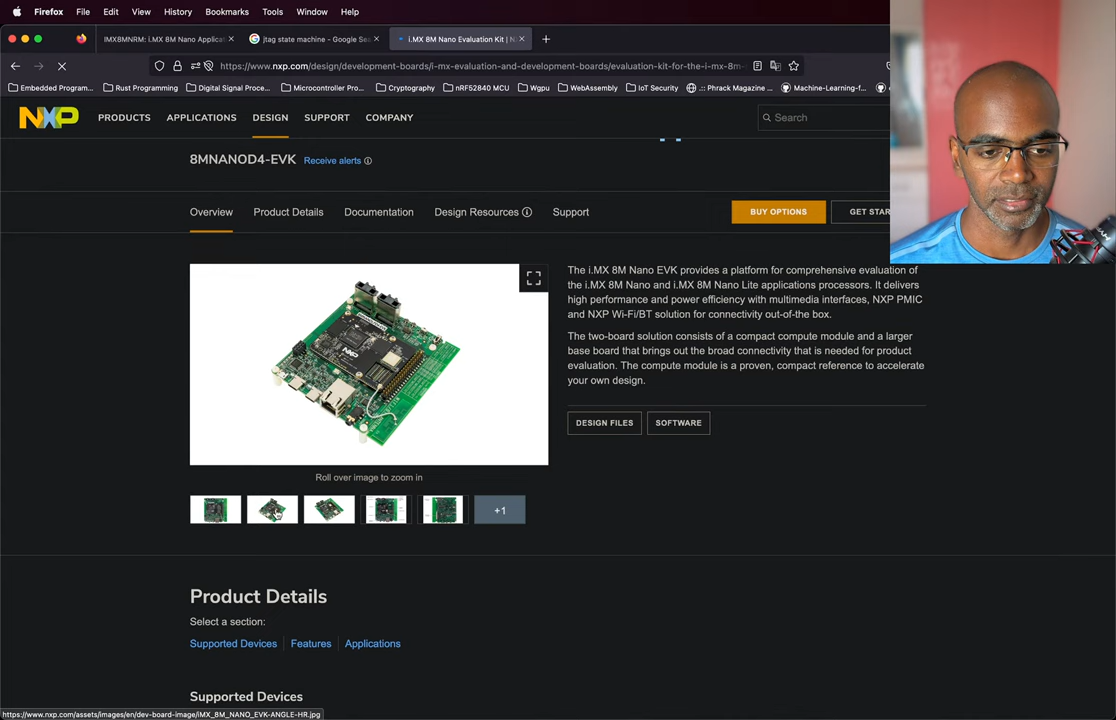 Firefox File Edit View History Bookmarks Tools Window Help
IMX8MNRM: i.MX 8M Nano Applicat
jtag state machine - Google Sea
i.MX 8M Nano Evaluation Kit | N
https://www.nxp.com/design/development-boards/i-mx-evaluation-and-development-boards/evaluation-kit-for-the-i-mx-8m-
Embedded Program... Rust Programming Digital Signal Proce... Microcontroller Pro... Cryptography nRF52840 MCU Wgpu WebAssembly IoT Security .:: Phrack Magazine ... Machine-Learning-f...
NXP PRODUCTS APPLICATIONS DESIGN SUPPORT COMPANY Search
8MNANOD4-EVK Receive alerts
Overview Product Details Documentation Design Resources Support BUY OPTIONS GET STAR
The i.MX 8M Nano EVK provides a platform for comprehensive evaluation of
the i.MX 8M Nano and i.MX 8M Nano Lite applications processors. It delivers
high performance and power efficiency with multimedia interfaces, NXP PMIC
and NXP Wi-Fi/BT solution for connectivity out-of-the box.
The two-board solution consists of a compact compute module and a larger
base board that brings out the broad connectivity that is needed for product
evaluation. The compute module is a proven, compact reference to accelerate
your own design.
DESIGN FILES SOFTWARE
NXP
Roll over image to zoom in
+1
Product Details
Select a section:
Supported Devices Features Applications
Supported Devices
https://www.nxp.com/assets/images/en/dev-board-image/iMX_8M_NANO_EVK-ANGLE-HR.jpg